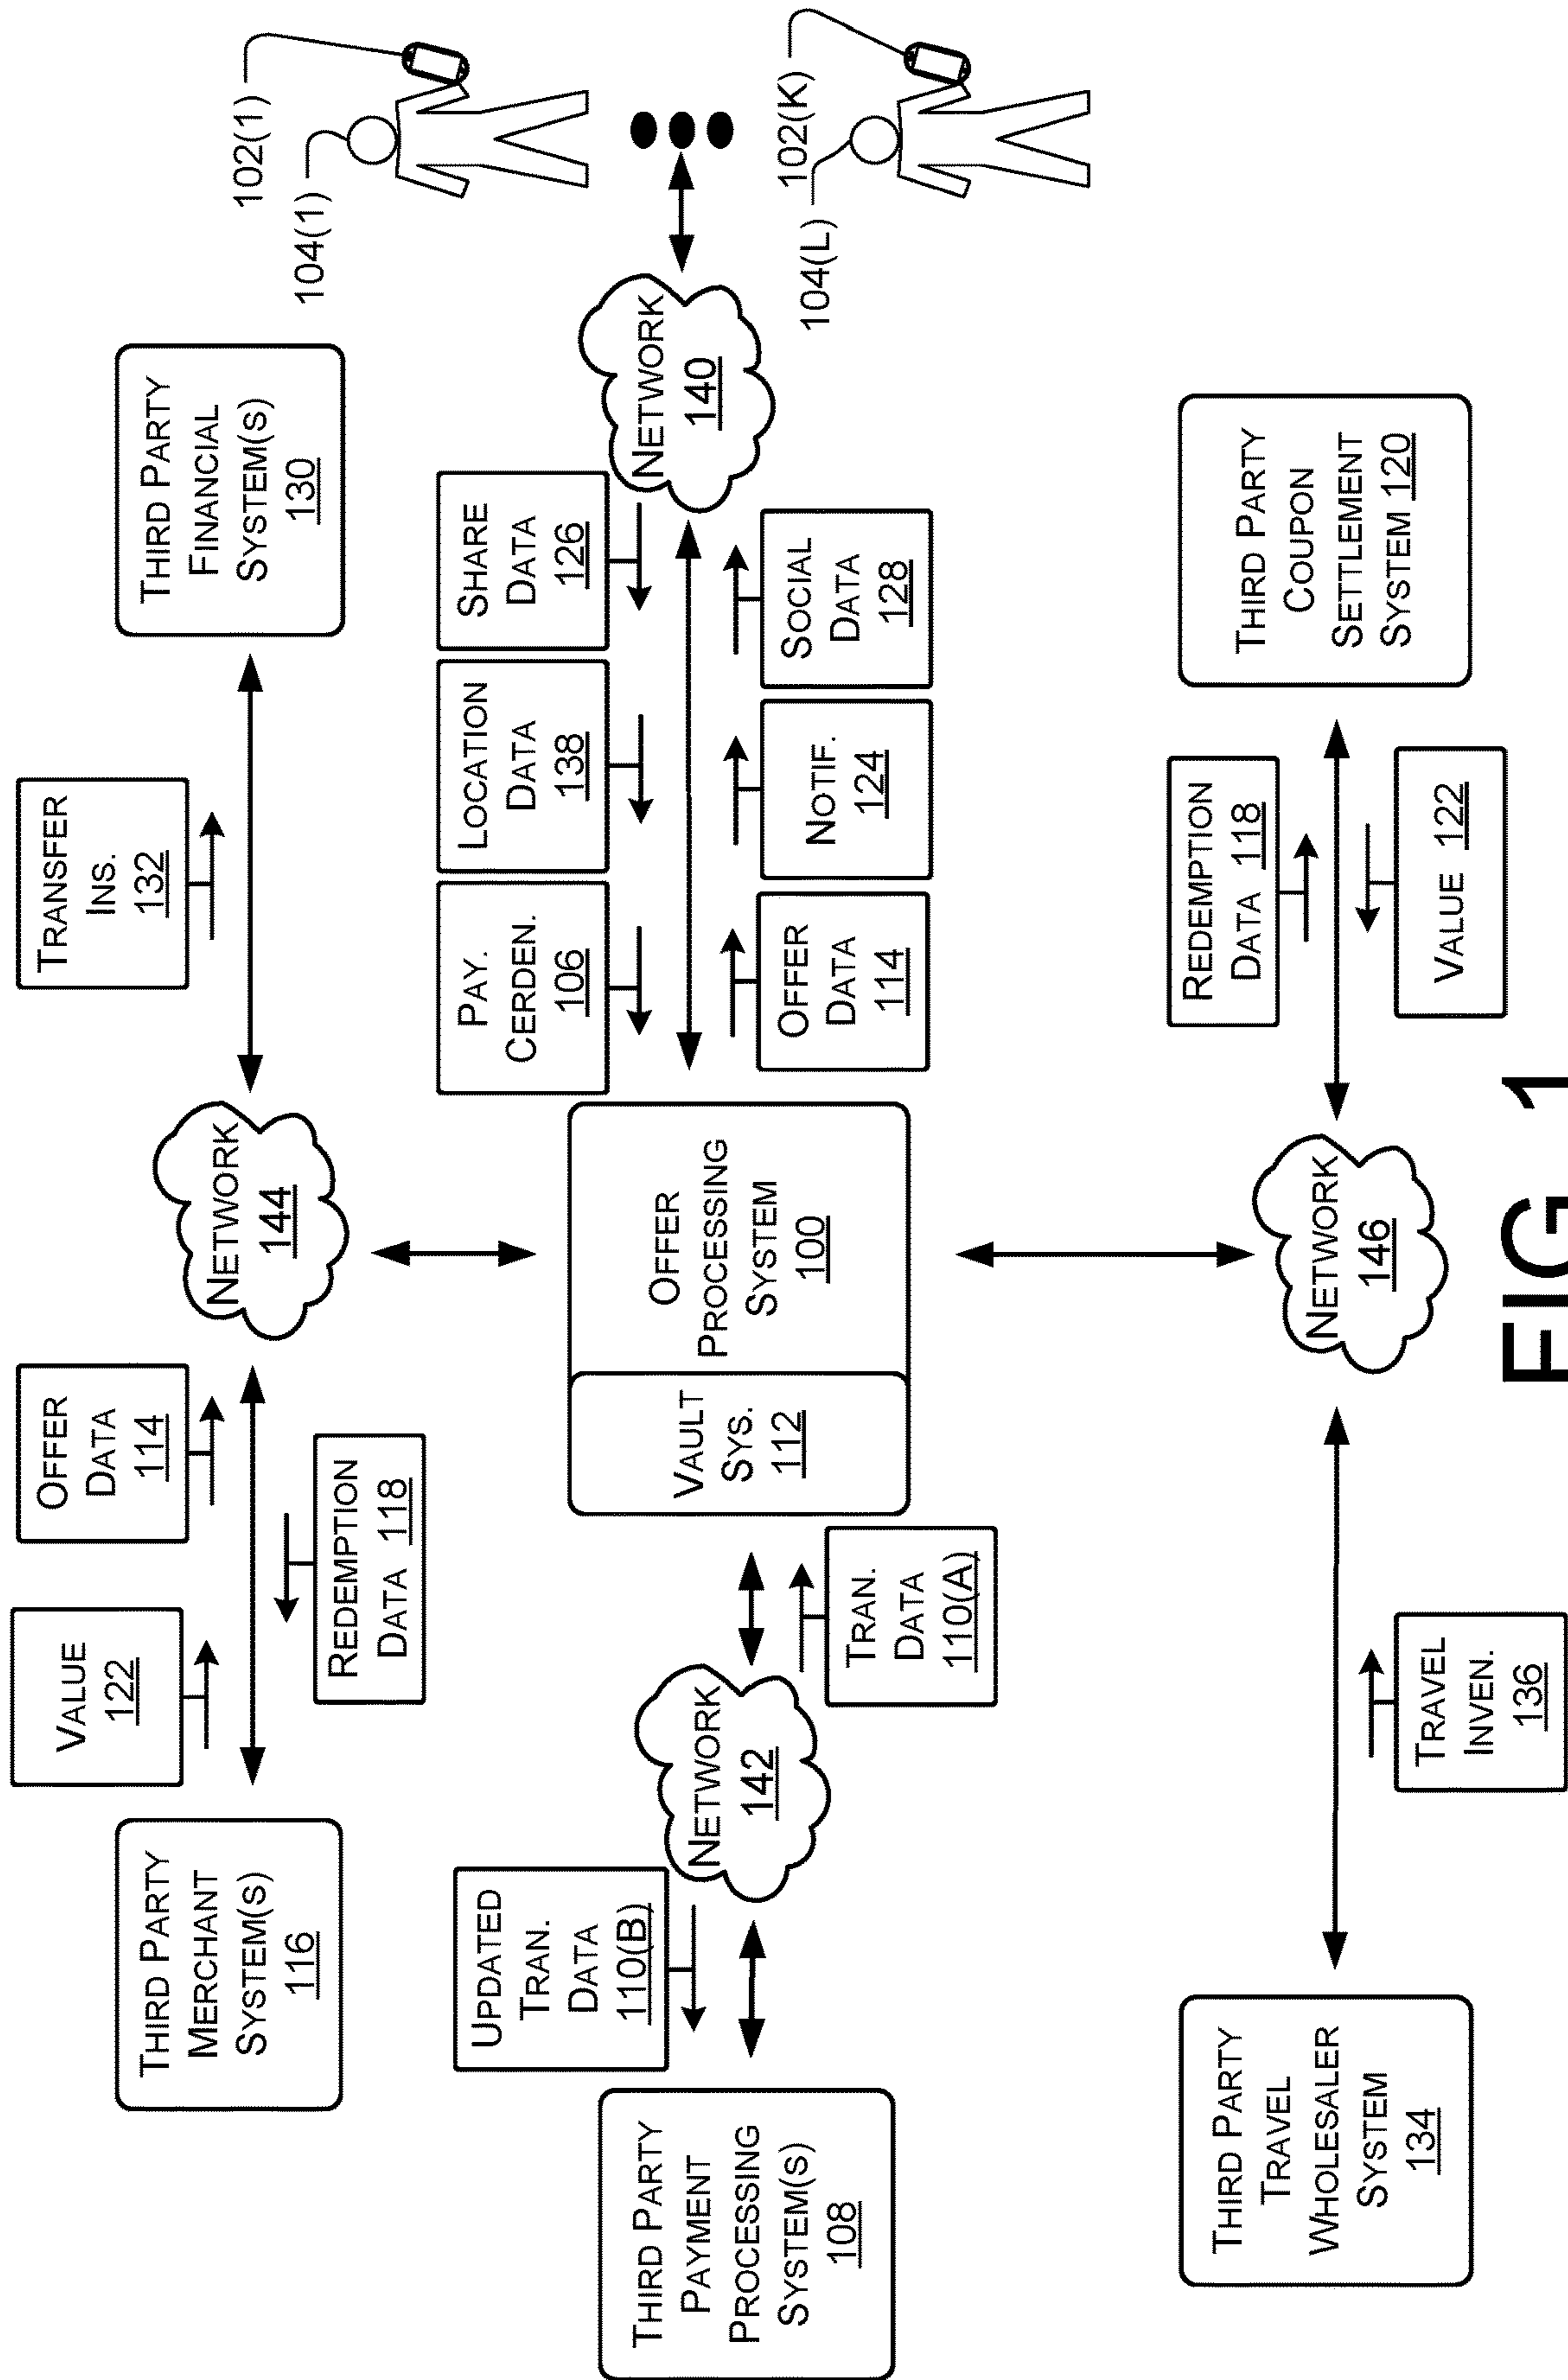 VALUE
122
OFFER
DATA
114
TRANSFER
INS.
132
THIRD PARTY
MERCHANT
SYSTEM(S)
116
REDEMPTION
DATA 118
NETWORK
144
THIRD PARTY
FINANCIAL
SYSTEM(S)
130
102(1)
104(1)
UPDATED
TRAN.
DATA
110(B)
PAY.
CERDEN.
106
LOCATION
DATA
138
SHARE
DATA
126
THIRD PARTY
PAYMENT
PROCESSING
SYSTEM(S)
108
NETWORK
142
VAULT
SYS.
112
OFFER
PROCESSING
SYSTEM
100
NETWORK
140
TRAN.
DATA
110(A)
OFFER
DATA
114
NOTIF.
124
SOCIAL
DATA
128
104(L)
102(K)
THIRD PARTY
TRAVEL
WHOLESALER
SYSTEM
134
TRAVEL
INVEN.
136
NETWORK
146
REDEMPTION
DATA 118
VALUE 122
THIRD PARTY
COUPON
SETTLEMENT
SYSTEM 120
FIG 1